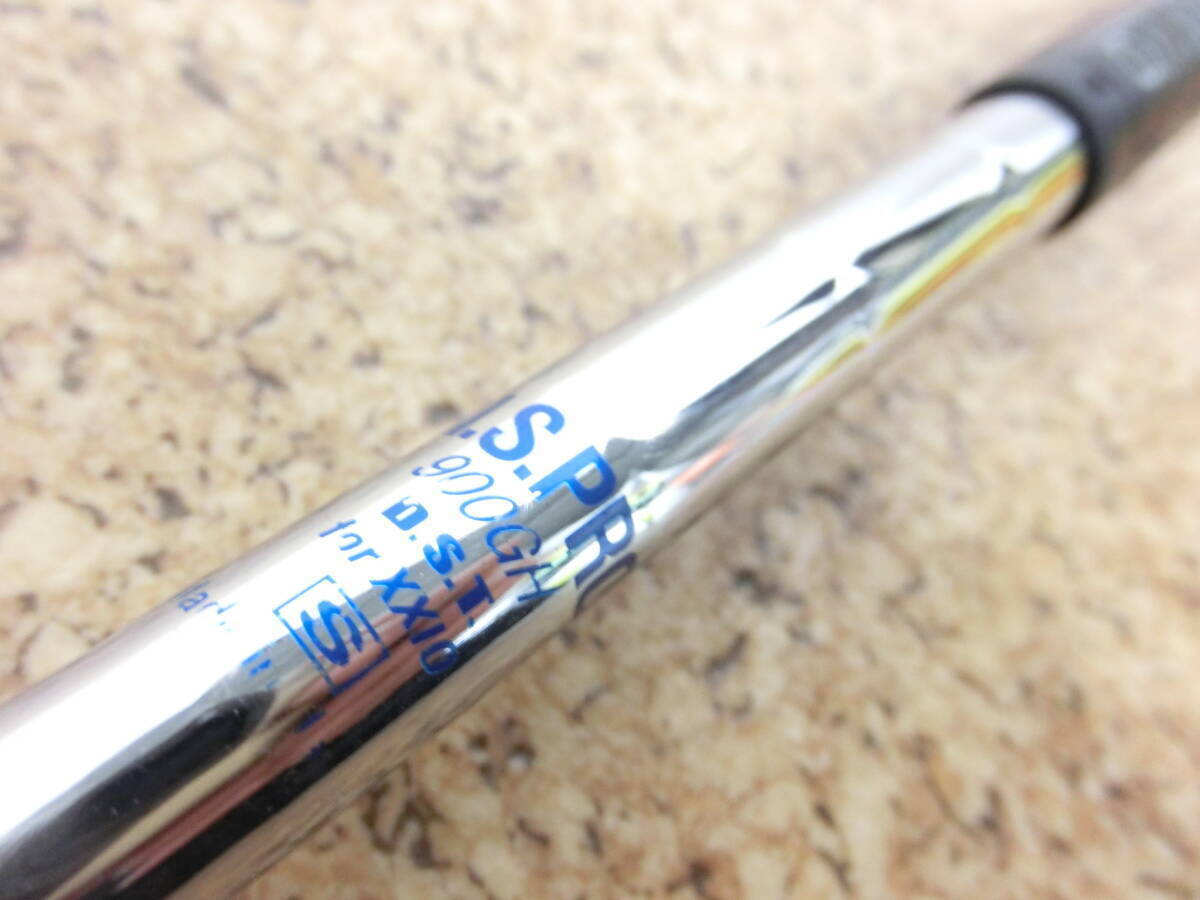 .S.PRO
900GH
D.S.T.
for XXIO
S